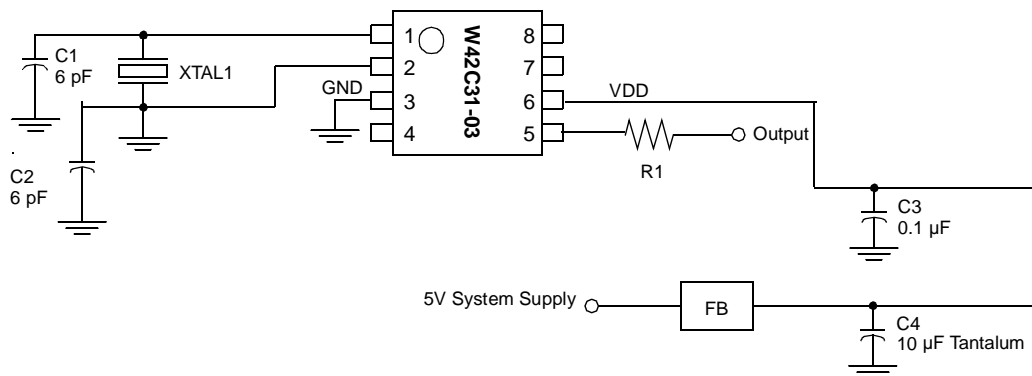 C1
6 pF
XTAL1
C2
6 pF
GND
1
2
3
4
W42C31-03
8
7
6
5
VDD
R1
Output
C3
0.1 µF
5V System Supply
FB
C4
10 µF Tantalum